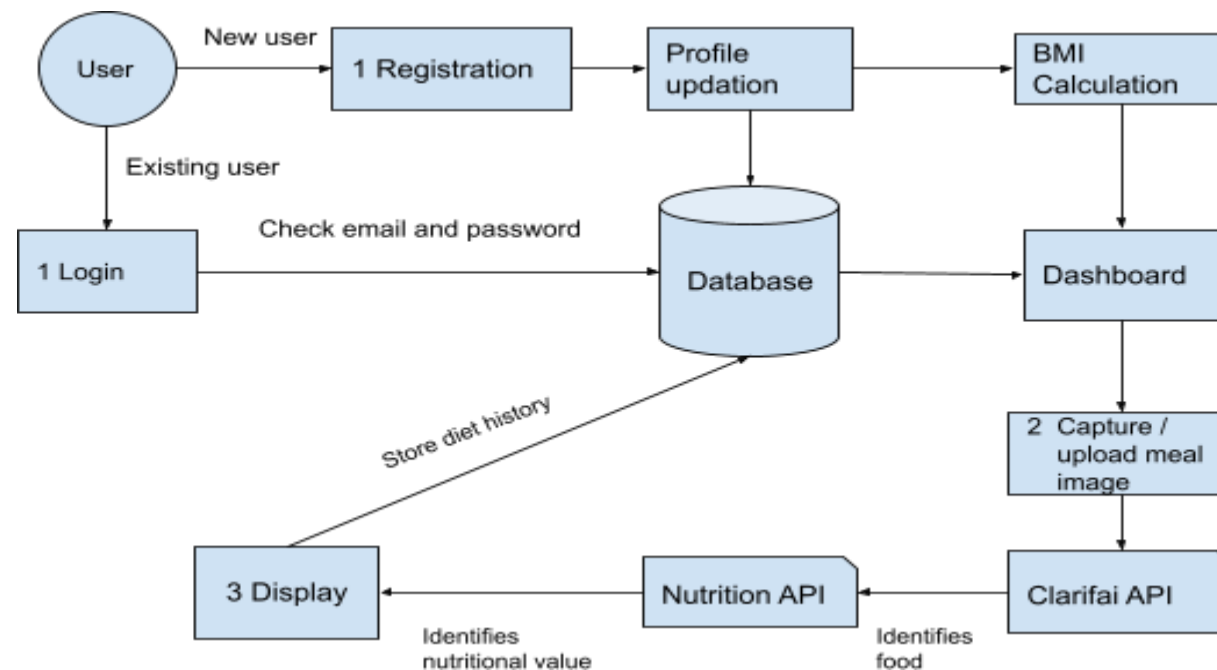 New user
User
1 Registration
Profile
updation
BMI
Calculation
Existing user
Check email and password
1 Login
Database
Dashboard
Store diet history
2 Capture /
upload meal
image
3 Display
Nutrition API
Clarifai API
Identifies
nutritional value
Identifies
food